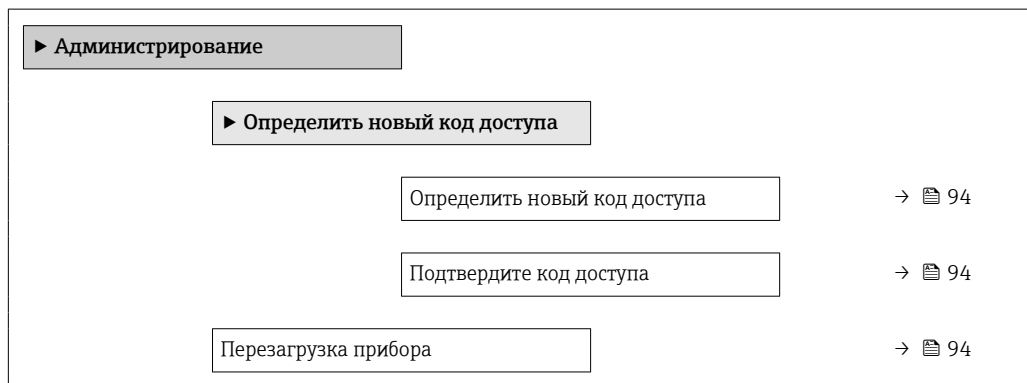 ▶ Администрирование
▶ Определить новый код доступа
Определить новый код доступа → 94
Подтвердите код доступа → 94
Перезагрузка прибора → 94